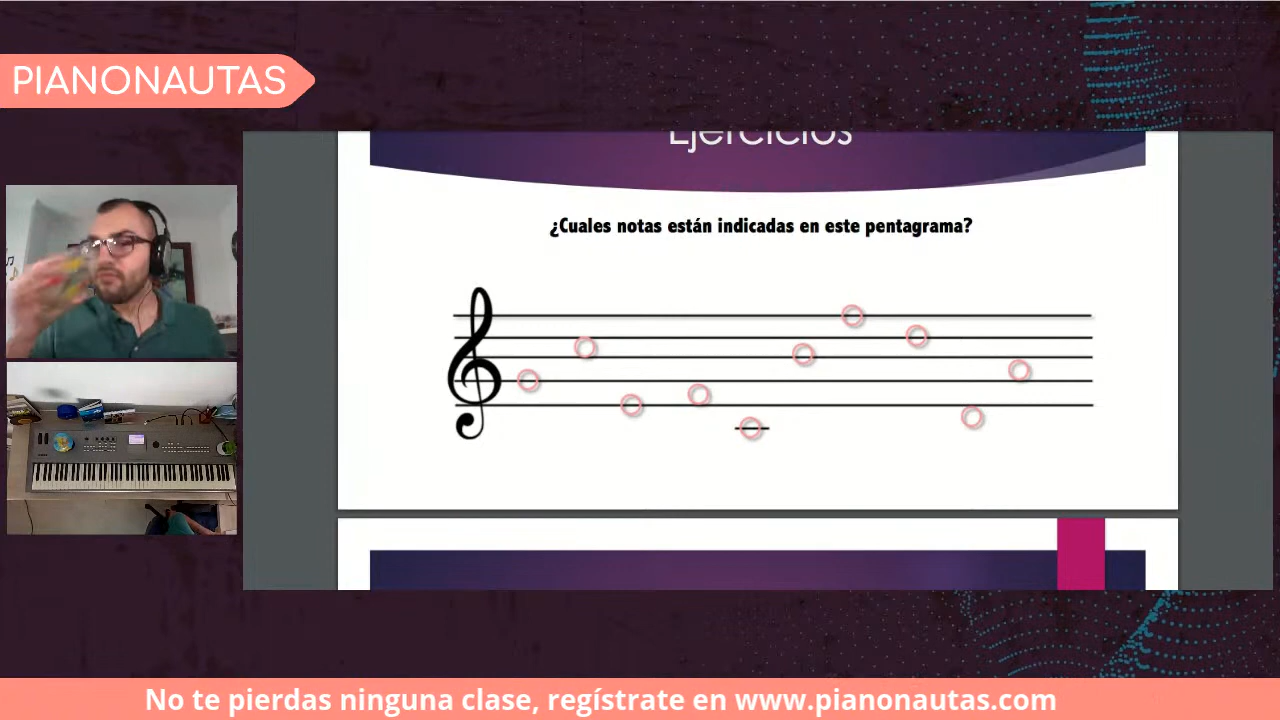 PIANONAUTAS
Ejercicios
¿Cuales notas están indicadas en este pentagrama?
No te pierdas ninguna clase, regístrate en www.pianonautas.com